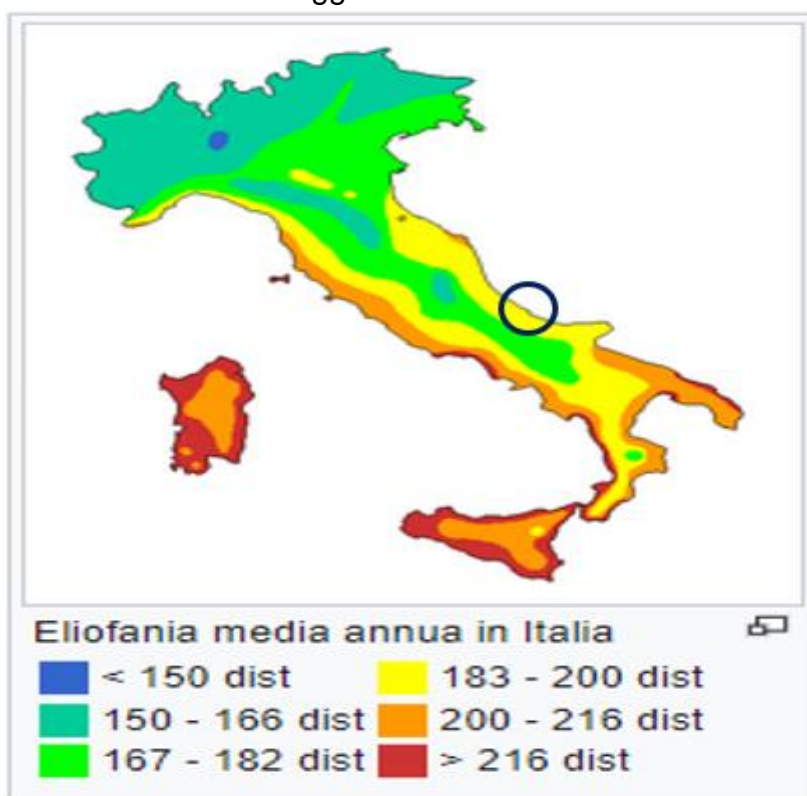 Eliofania media annua in Italia
< 150 dist
183 - 200 dist
150 - 166 dist
200 - 216 dist
167 - 182 dist
> 216 dist